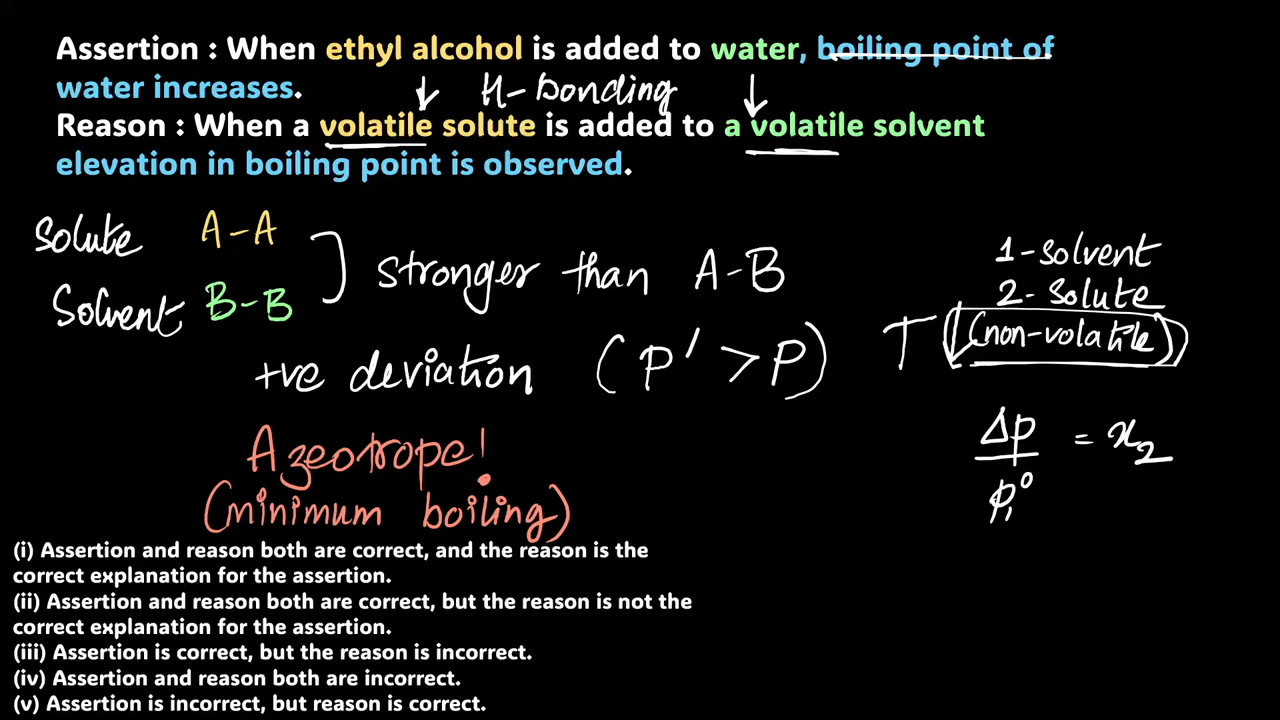 Assertion : When ethyl alcohol is added to water, boiling point of
water increases.
H-bonding
Reason : When a volatile solute is added to a volatile solvent
elevation in boiling point is observed.
Solute A-A
Solvent B-B
stronger than A-B
+ve deviation (P' > P)
Azeotrope!
(minimum boiling)
1-solvent
2-solute
T (non-volatile)
Δp / p₁⁰ = x₂
(i) Assertion and reason both are correct, and the reason is the
correct explanation for the assertion.
(ii) Assertion and reason both are correct, but the reason is not the
correct explanation for the assertion.
(iii) Assertion is correct, but the reason is incorrect.
(iv) Assertion and reason both are incorrect.
(v) Assertion is incorrect, but reason is correct.